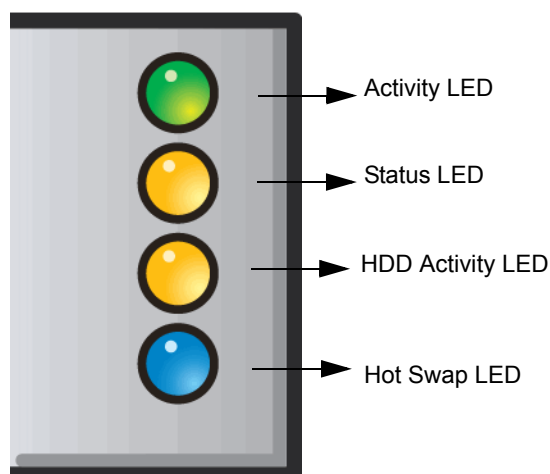 Activity LED
Status LED
HDD Activity LED
Hot Swap LED